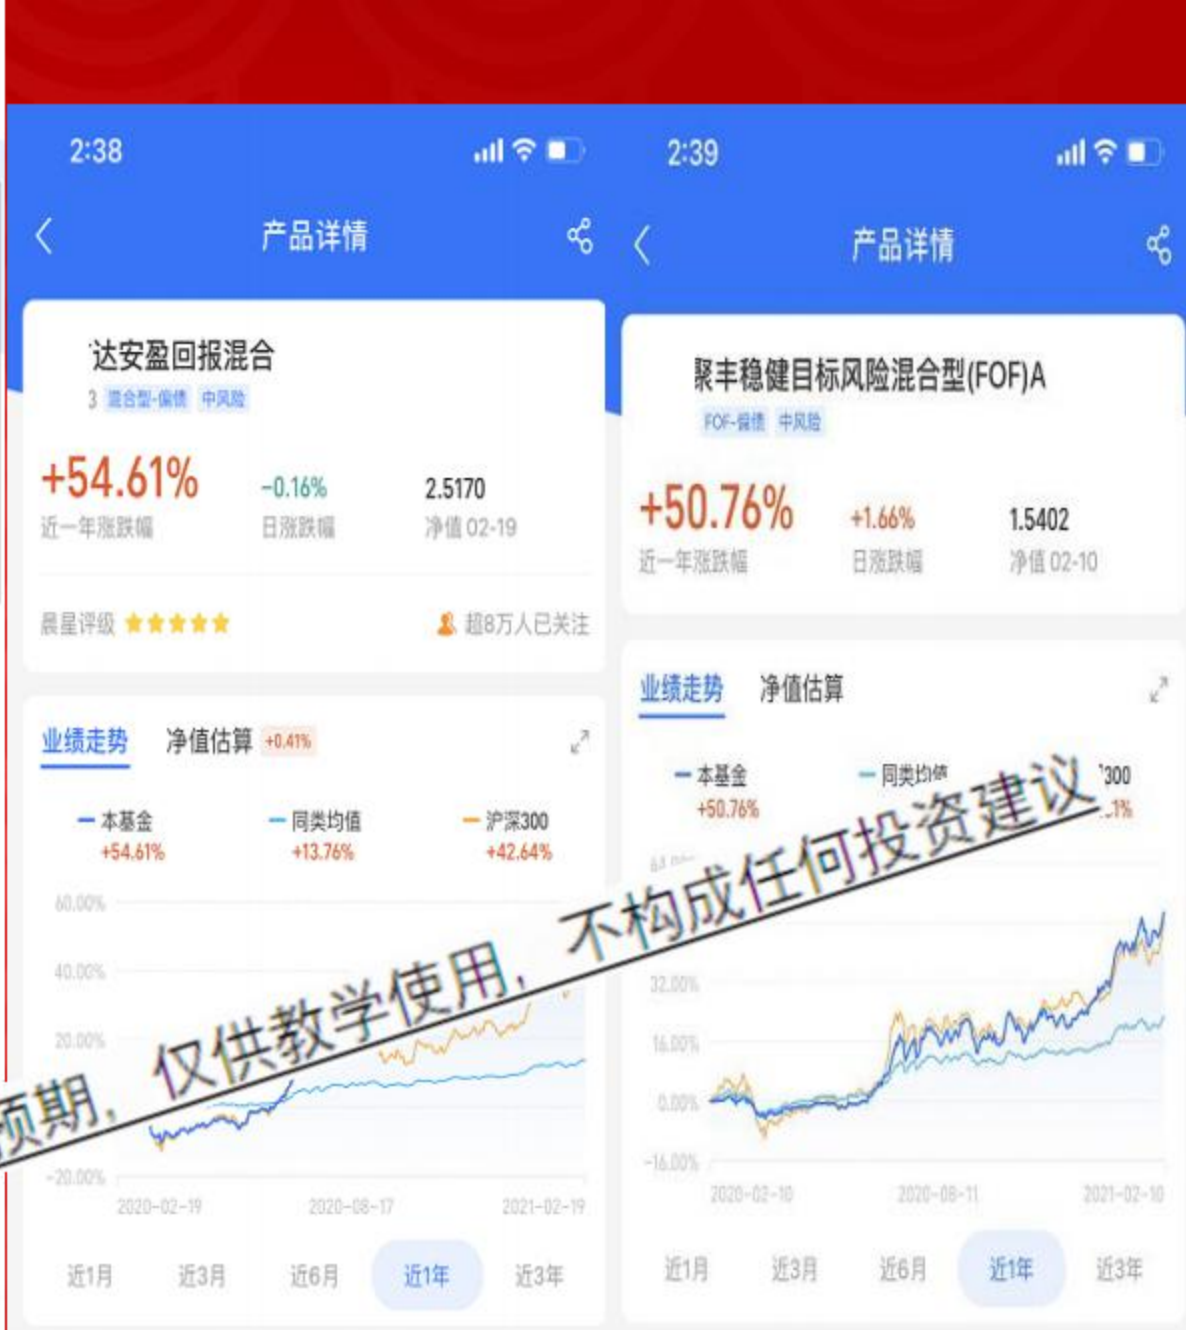 2:38
产品详情
达安盈回报混合
3 混合型-偏债 中风险
+54.61% -0.16% 2.5170
近一年涨跌幅 日涨跌幅 净值 02-19
晨星评级 超8万人已关注
业绩走势 净值估算 +0.41%
本基金 同类均值 沪深300
+54.61% +13.76% +42.64%
60.00%
40.00%
20.00%
-20.00%
2020-02-19 2020-08-17 2021-02-19
近1月 近3月 近6月 近1年 近3年
2:39
产品详情
聚丰稳健目标风险混合型(FOF)A
FOF-偏债 中风险
+50.76% +1.66% 1.5402
近一年涨跌幅 日涨跌幅 净值 02-10
业绩走势 净值估算
本基金 同类均值 300
+50.76% 1%
32.00%
16.00%
0.00%
-16.00%
2020-02-10 2020-08-11 2021-02-10
近1月 近3月 近6月 近1年 近3年
预期，仅供教学使用，不构成任何投资建议